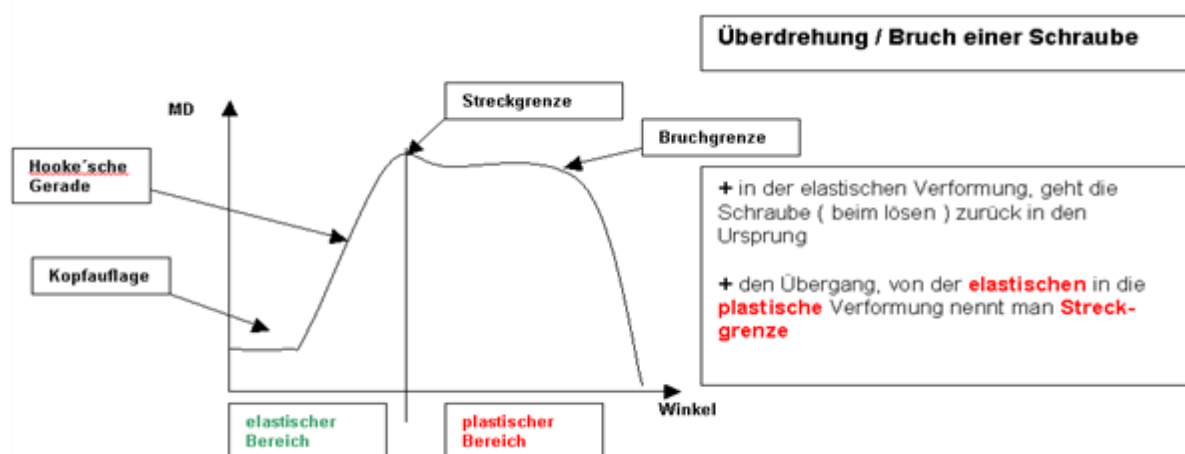 Überdrehung / Bruch einer Schraube
Streckgrenze
MD
Bruchgrenze
Hooke´sche
Gerade
Kopfauflage
+ in der elastischen Verformung, geht die
Schraube ( beim lösen ) zurück in den
Ursprung
+ den Übergang, von der elastischen in die
plastische Verformung nennt man Streck-
grenze
Winkel
elastischer
Bereich
plastischer
Bereich